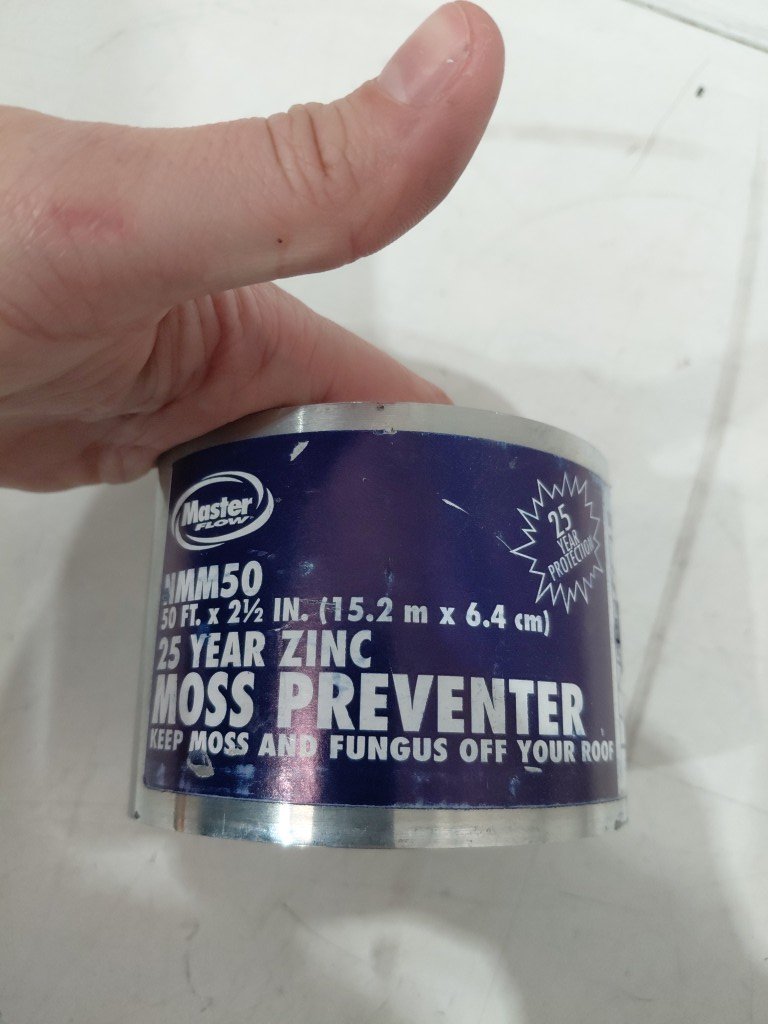 Master
FLOW
NMM50
50 FT. x 2½ IN. (15.2 m x 6.4 cm)
25 YEAR ZINC
MOSS PREVENTER
KEEP MOSS AND FUNGUS OFF YOUR ROOF
25
YEAR
PROTECTION